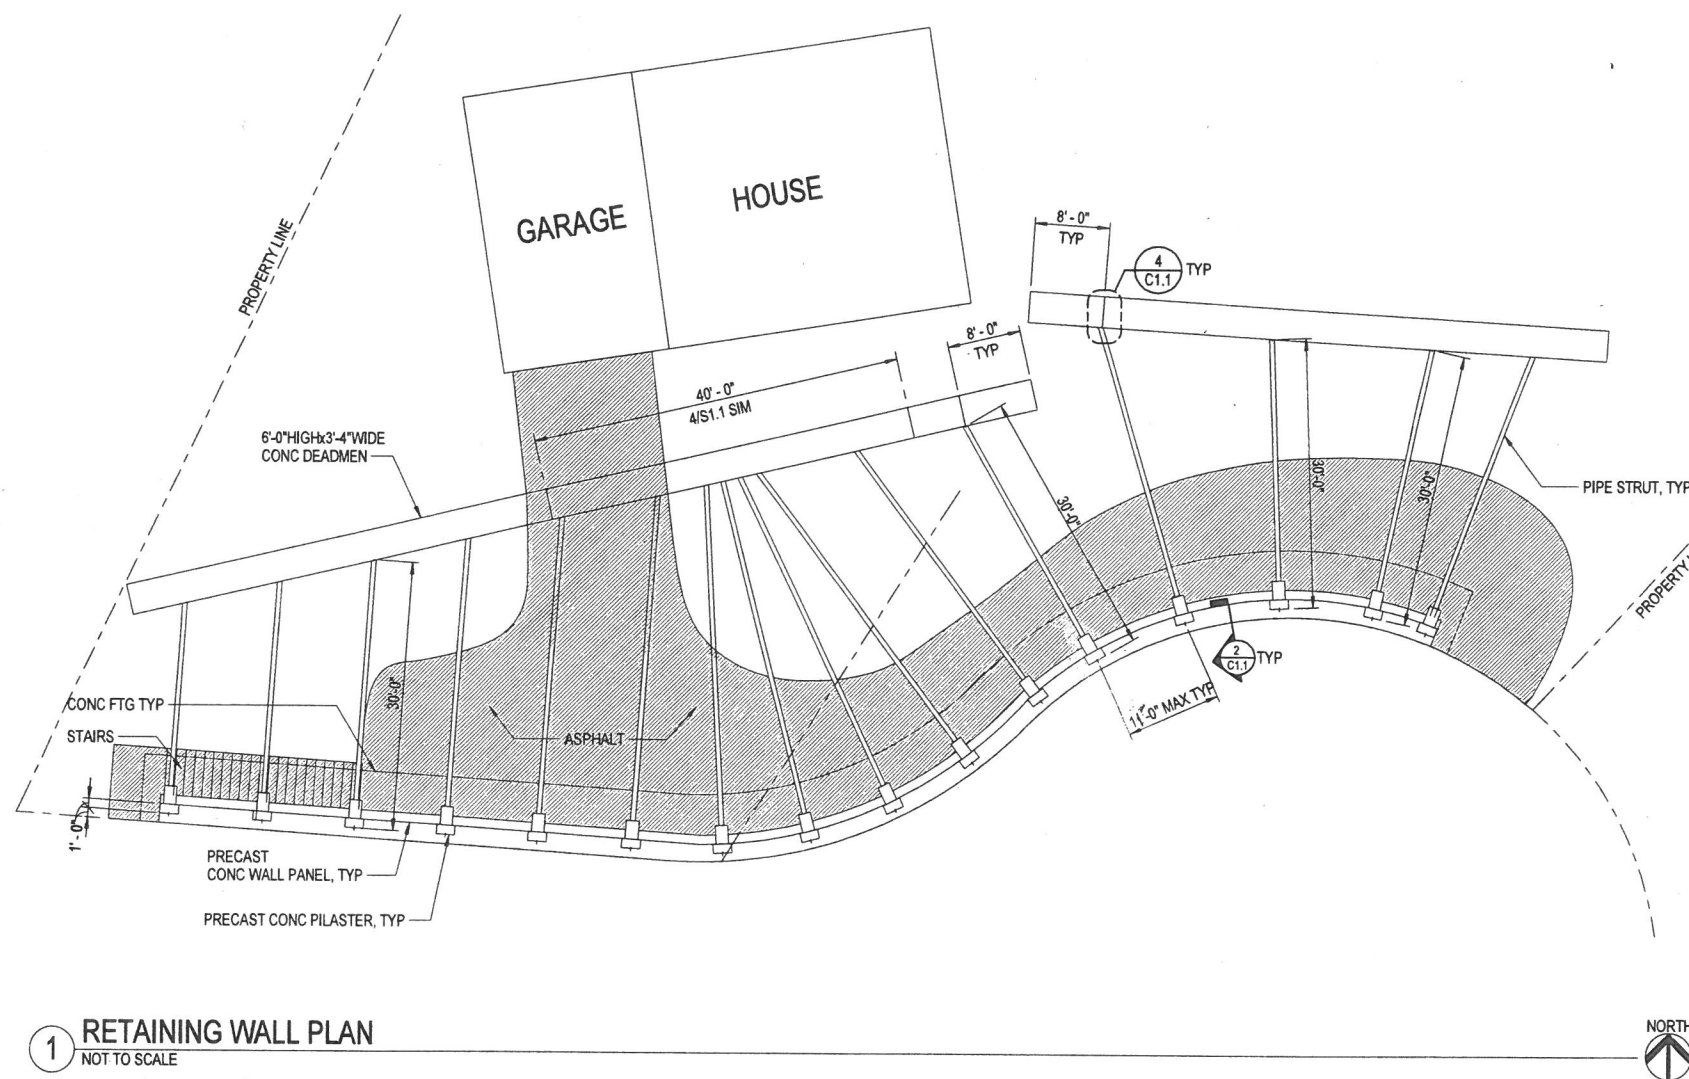 GARAGE
HOUSE
PROPERTY LINE
8'-0"
TYP
4
C1.1
TYP
8'-0"
TYP
40'-0"
4/S1.1 SIM
6'-0"HIGHx3'-4"WIDE
CONC DEADMEN
30'-0"
30'-0"
30'-0"
PIPE STRUT, TYP
PROPERTY
CONC FTG TYP
STAIRS
30'-0"
ASPHALT
2
C1.1
TYP
11'-0" MAX TYP
1'-0"
PRECAST
CONC WALL PANEL, TYP
PRECAST CONC PILASTER, TYP
1
RETAINING WALL PLAN
NOT TO SCALE
NORTH